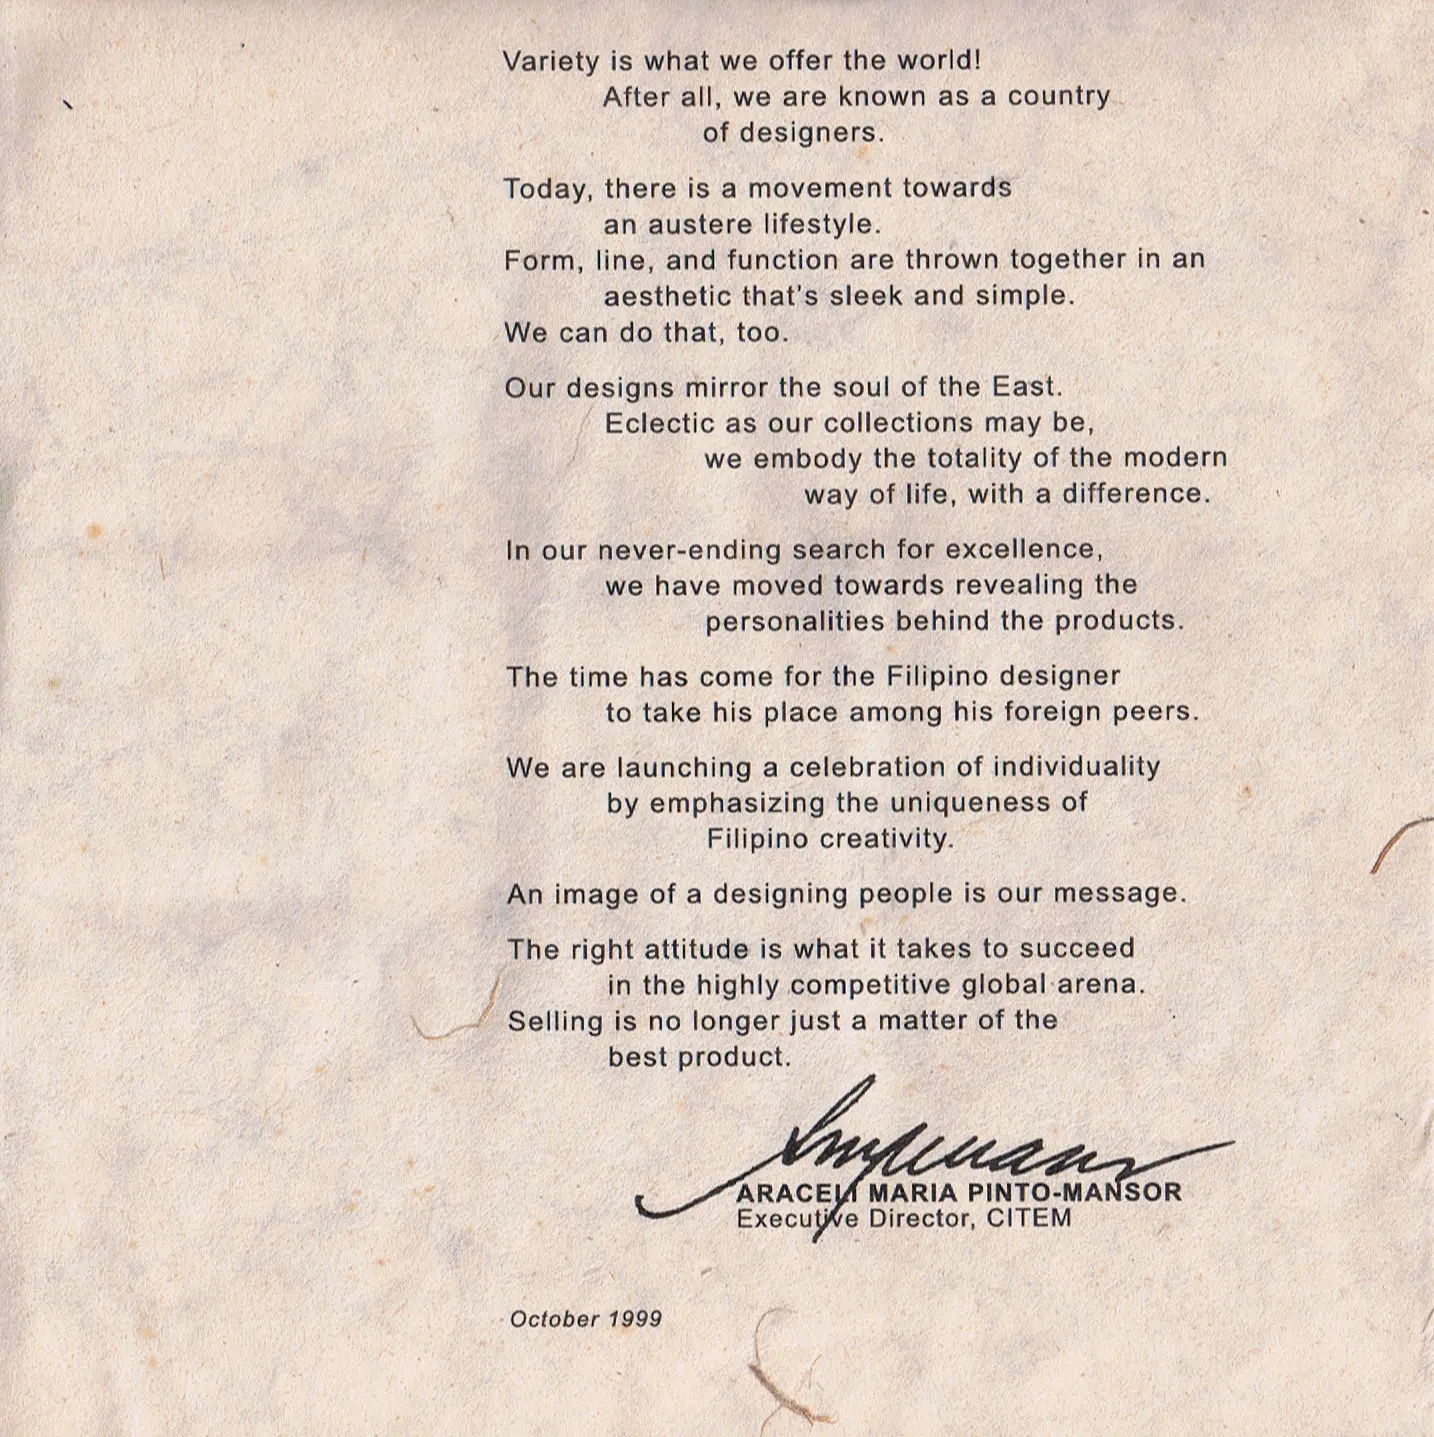 Variety is what we offer the world!
After all, we are known as a country
of designers.
Today, there is a movement towards
an austere lifestyle.
Form, line, and function are thrown together in an
aesthetic that's sleek and simple.
We can do that, too.
Our designs mirror the soul of the East.
Eclectic as our collections may be,
we embody the totality of the modern
way of life, with a difference.
In our never-ending search for excellence,
we have moved towards revealing the
personalities behind the products.
The time has come for the Filipino designer
to take his place among his foreign peers.
We are launching a celebration of individuality
by emphasizing the uniqueness of
Filipino creativity.
An image of a designing people is our message.
The right attitude is what it takes to succeed
in the highly competitive global arena.
Selling is no longer just a matter of the
best product.
ARACELI MARIA PINTO-MANSOR
Executive Director, CITEM
October 1999